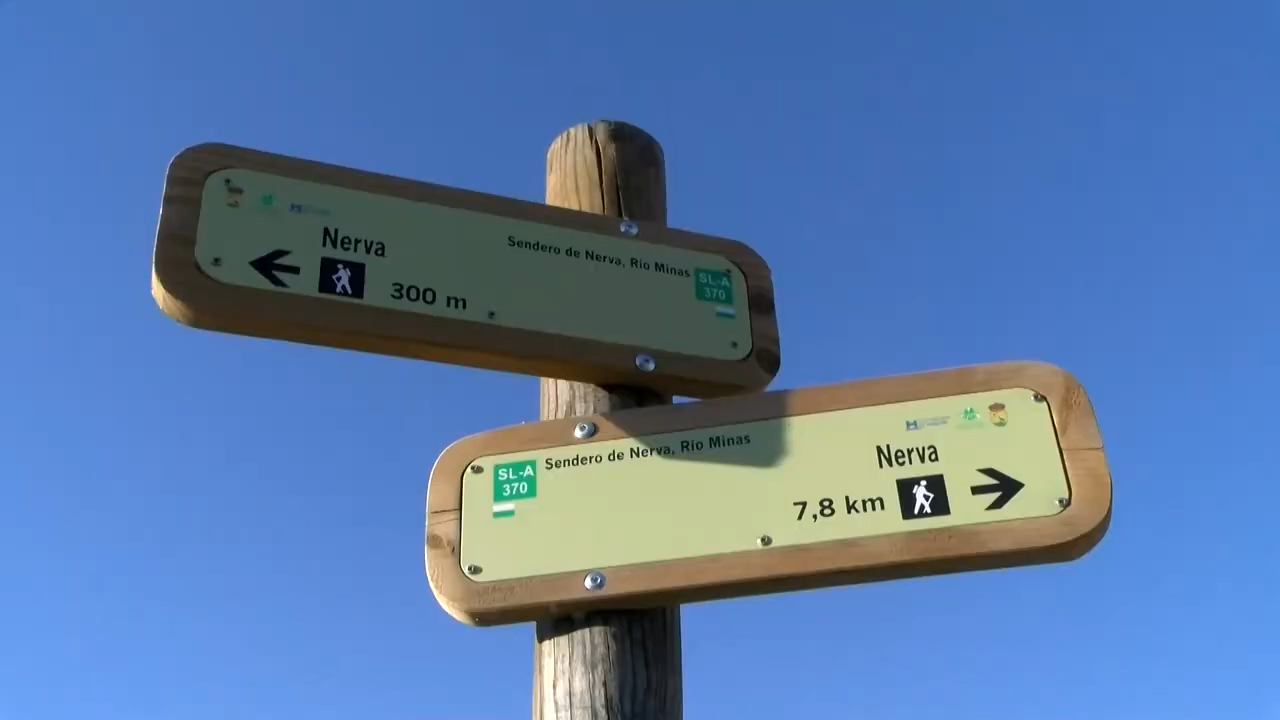 Nerva
Sendero de Nerva, Río Minas
300 m
SL-A
370
SL-A
370
Sendero de Nerva, Río Minas
Nerva
7,8 km